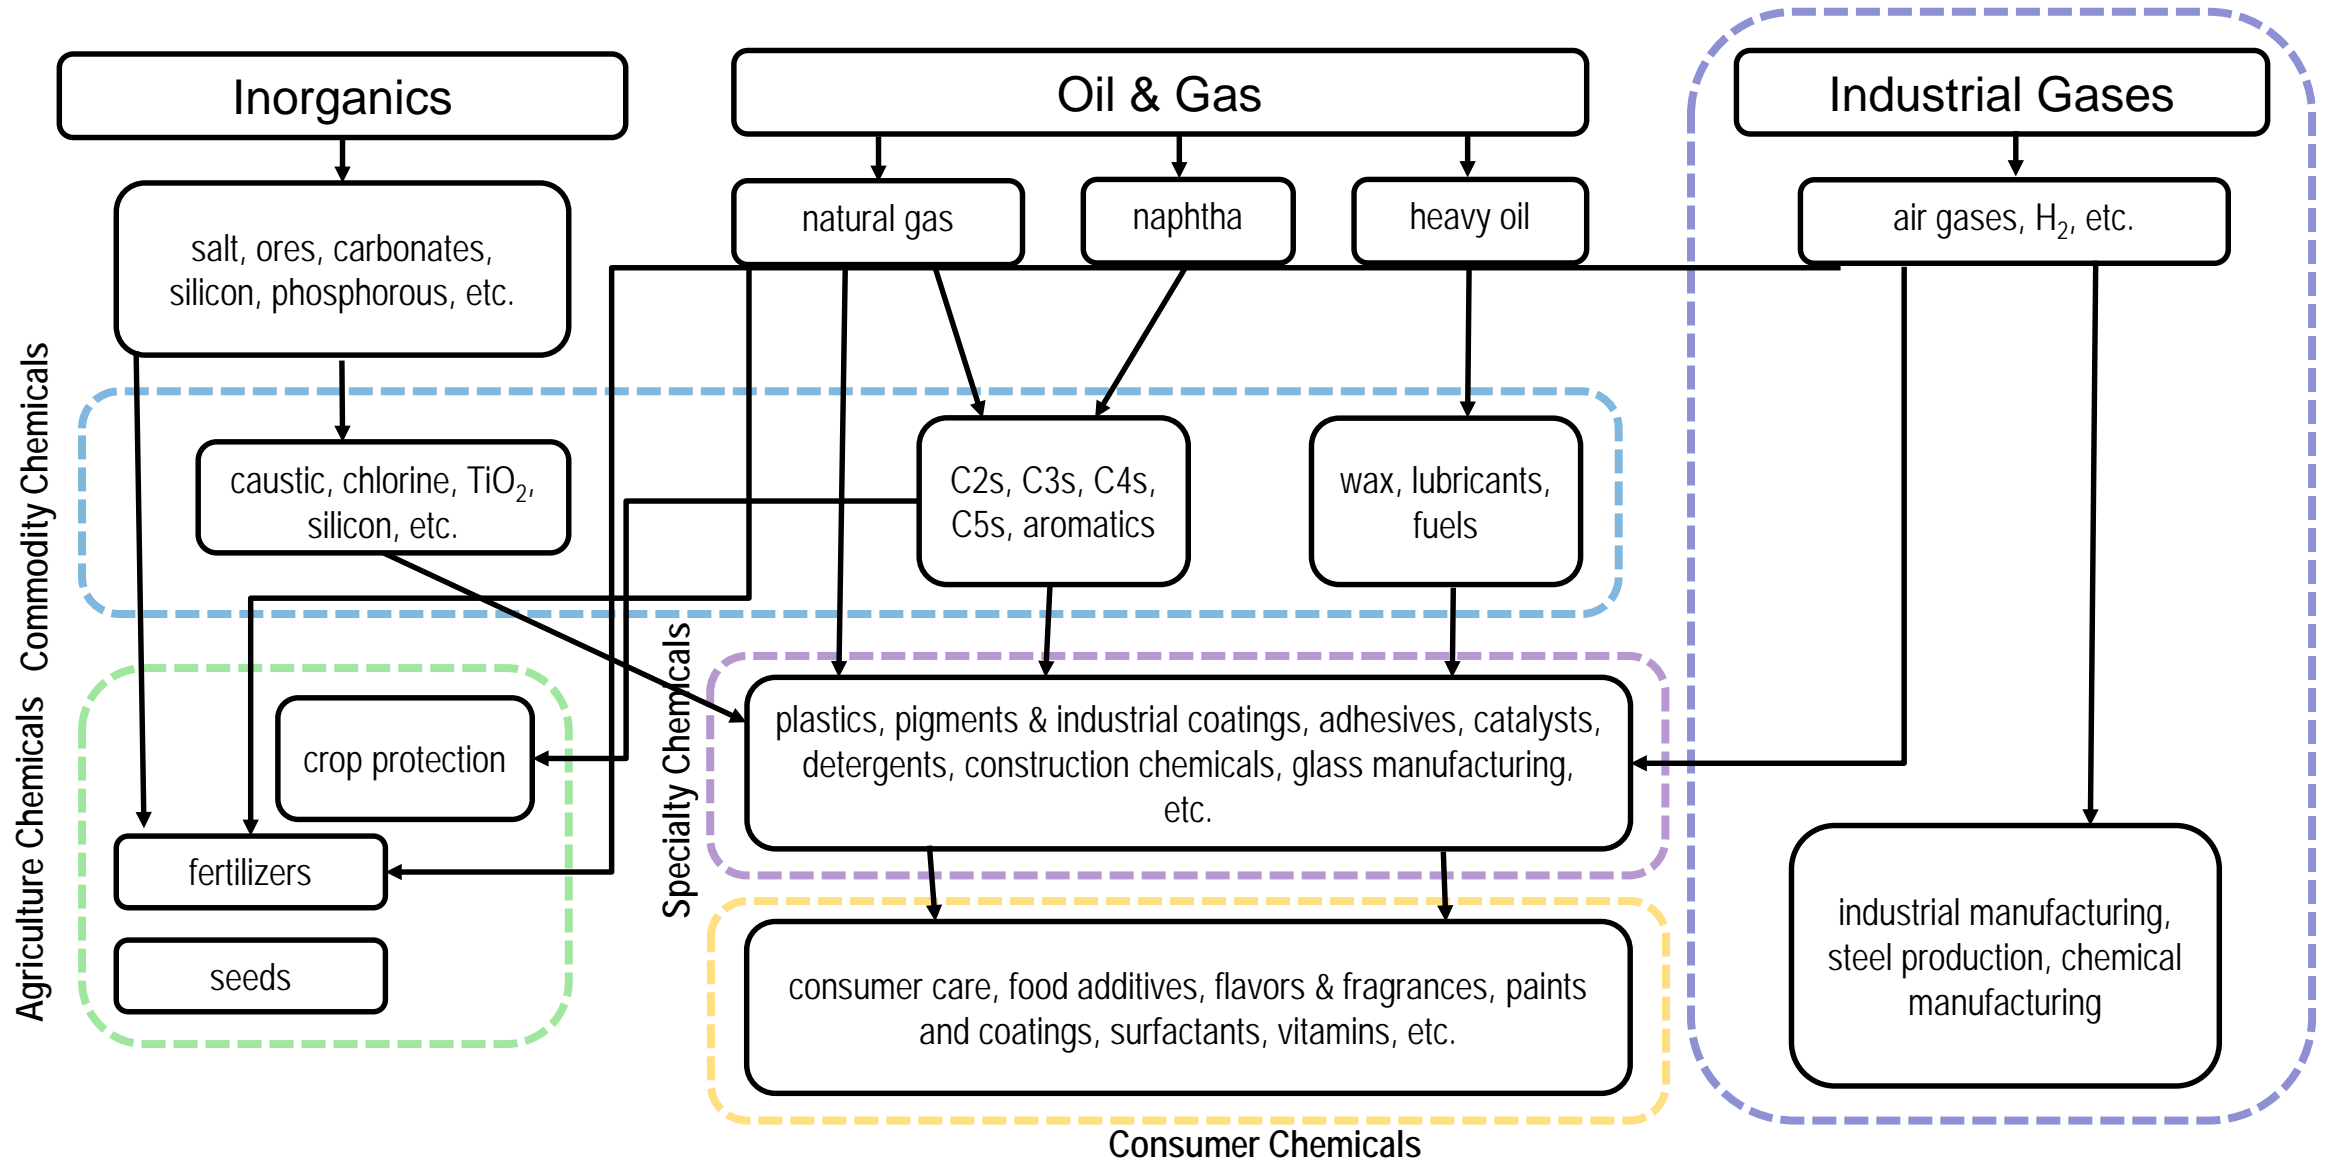 Inorganics
Oil & Gas
Industrial Gases
natural gas
naphtha
heavy oil
air gases, H₂, etc.
salt, ores, carbonates,
silicon, phosphorous, etc.
Commodity Chemicals
caustic, chlorine, TiO₂,
silicon, etc.
C2s, C3s, C4s,
C5s, aromatics
wax, lubricants,
fuels
Agriculture Chemicals
crop protection
fertilizers
seeds
Specialty Chemicals
plastics, pigments & industrial coatings, adhesives, catalysts,
detergents, construction chemicals, glass manufacturing,
etc.
industrial manufacturing,
steel production, chemical
manufacturing
consumer care, food additives, flavors & fragrances, paints
and coatings, surfactants, vitamins, etc.
Consumer Chemicals